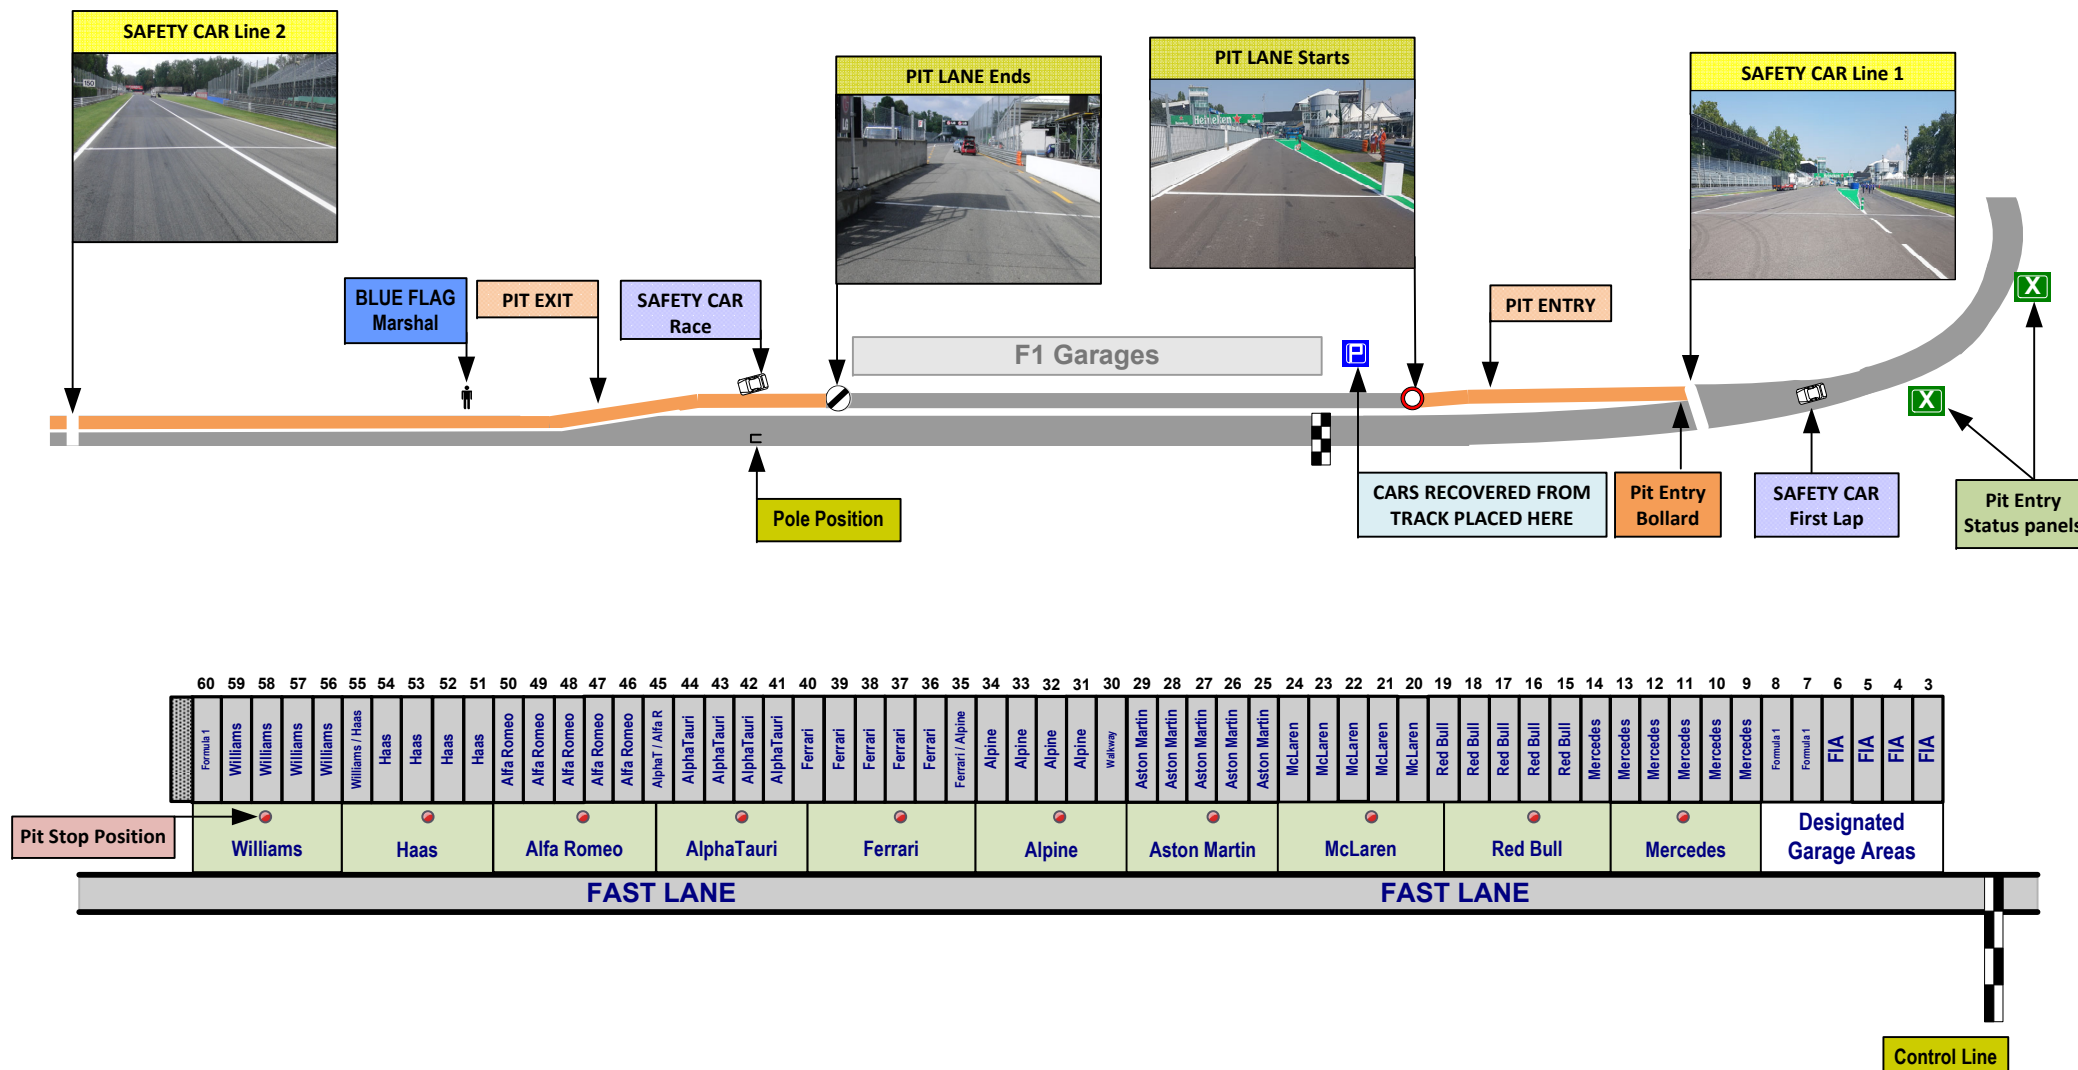 SAFETY CAR Line 2
PIT LANE Ends
PIT LANE Starts
SAFETY CAR Line 1
150
Heineken
BLUE FLAG
Marshal
PIT EXIT
SAFETY CAR
Race
PIT ENTRY
F1 Garages
P
X
X
Pole Position
CARS RECOVERED FROM
TRACK PLACED HERE
Pit Entry
Bollard
SAFETY CAR
First Lap
Pit Entry
Status panels
60 59 58 57 56 55 54 53 52 51 50 49 48 47 46 45 44 43 42 41 40 39 38 37 36 35 34 33 32 31 30 29 28 27 26 25 24 23 22 21 20 19 18 17 16 15 14 13 12 11 10 9 8 7 6 5 4 3
Formula 1
Williams
Williams
Williams
Williams
Williams / Haas
Haas
Haas
Haas
Haas
Alfa Romeo
Alfa Romeo
Alfa Romeo
Alfa Romeo
Alfa Romeo
AlphaT / Alfa R
AlphaTauri
AlphaTauri
AlphaTauri
AlphaTauri
Ferrari
Ferrari
Ferrari
Ferrari
Ferrari
Ferrari / Alpine
Alpine
Alpine
Alpine
Alpine
Walkway
Aston Martin
Aston Martin
Aston Martin
Aston Martin
Aston Martin
McLaren
McLaren
McLaren
McLaren
McLaren
Red Bull
Red Bull
Red Bull
Red Bull
Red Bull
Mercedes
Mercedes
Mercedes
Mercedes
Mercedes
Mercedes
Formula 1
Formula 1
FIA
FIA
FIA
FIA
Pit Stop Position
Williams
Haas
Alfa Romeo
AlphaTauri
Ferrari
Alpine
Aston Martin
McLaren
Red Bull
Mercedes
Designated
Garage Areas
FAST LANE
FAST LANE
Control Line